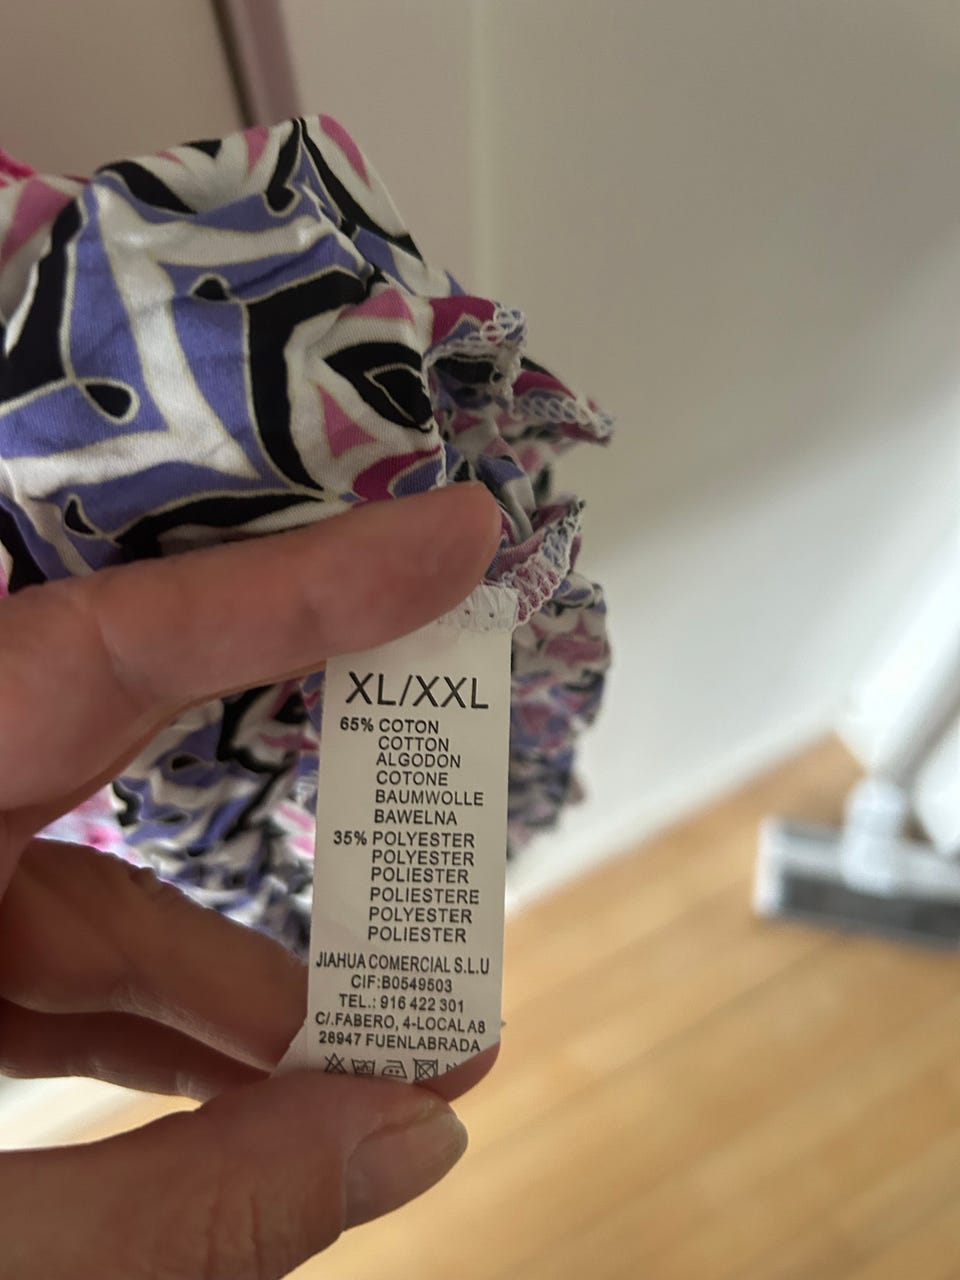 XL/XXL
65% COTON
COTTON
ALGODON
COTONE
BAUMWOLLE
BAWELNA
35% POLYESTER
POLYESTER
POLIESTER
POLIESTERE
POLYESTER
POLIESTER
JIAHUA COMERCIAL S.L.U
CIF:B0549503
TEL.: 916 422 301
C/.FABERO, 4-LOCAL A8
28947 FUENLABRADA